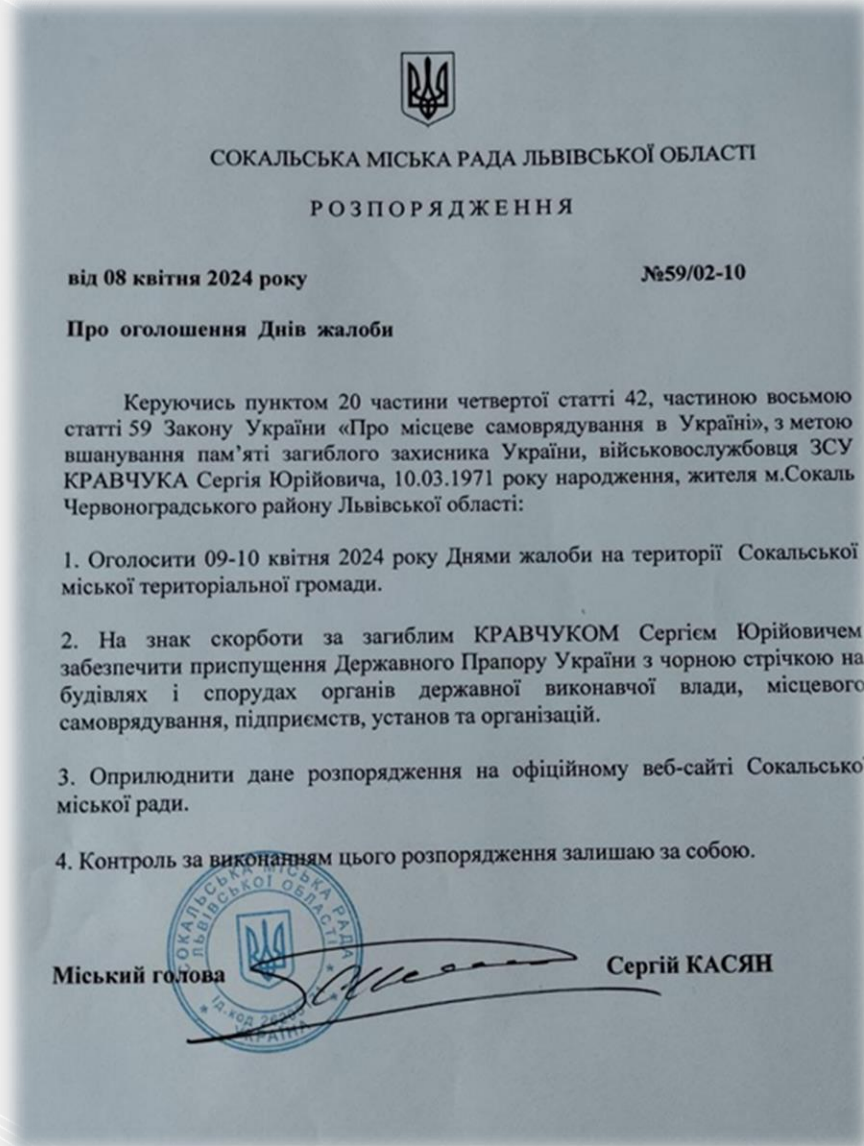 СОКАЛЬСЬКА МІСЬКА РАДА ЛЬВІВСЬКОЇ ОБЛАСТІ
РОЗПОРЯДЖЕННЯ
від 08 квітня 2024 року №59/02-10
Про оголошення Днів жалоби
Керуючись пунктом 20 частини четвертої статті 42, частиною восьмою
статті 59 Закону України «Про місцеве самоврядування в Україні», з метою
вшанування пам’яті загиблого захисника України, військовослужбовця ЗСУ
КРАВЧУКА Сергія Юрійовича, 10.03.1971 року народження, жителя м.Сокаль
Червоноградського району Львівської області:
1. Оголосити 09-10 квітня 2024 року Днями жалоби на території Сокальської
міської територіальної громади.
2. На знак скорботи за загиблим КРАВЧУКОМ Сергієм Юрійовичем
забезпечити приспущення Державного Прапору України з чорною стрічкою на
будівлях і спорудах органів державної виконавчої влади, місцевого
самоврядування, підприємств, установ та організацій.
3. Оприлюднити дане розпорядження на офіційному веб-сайті Сокальської
міської ради.
4. Контроль за виконанням цього розпорядження залишаю за собою.
Міський голова Сергій КАСЯН
СОКАЛЬСЬКА МІСЬКА РАДА
ЛЬВІВСЬКОЇ ОБЛАСТІ
Ід.код
УКРАЇНА